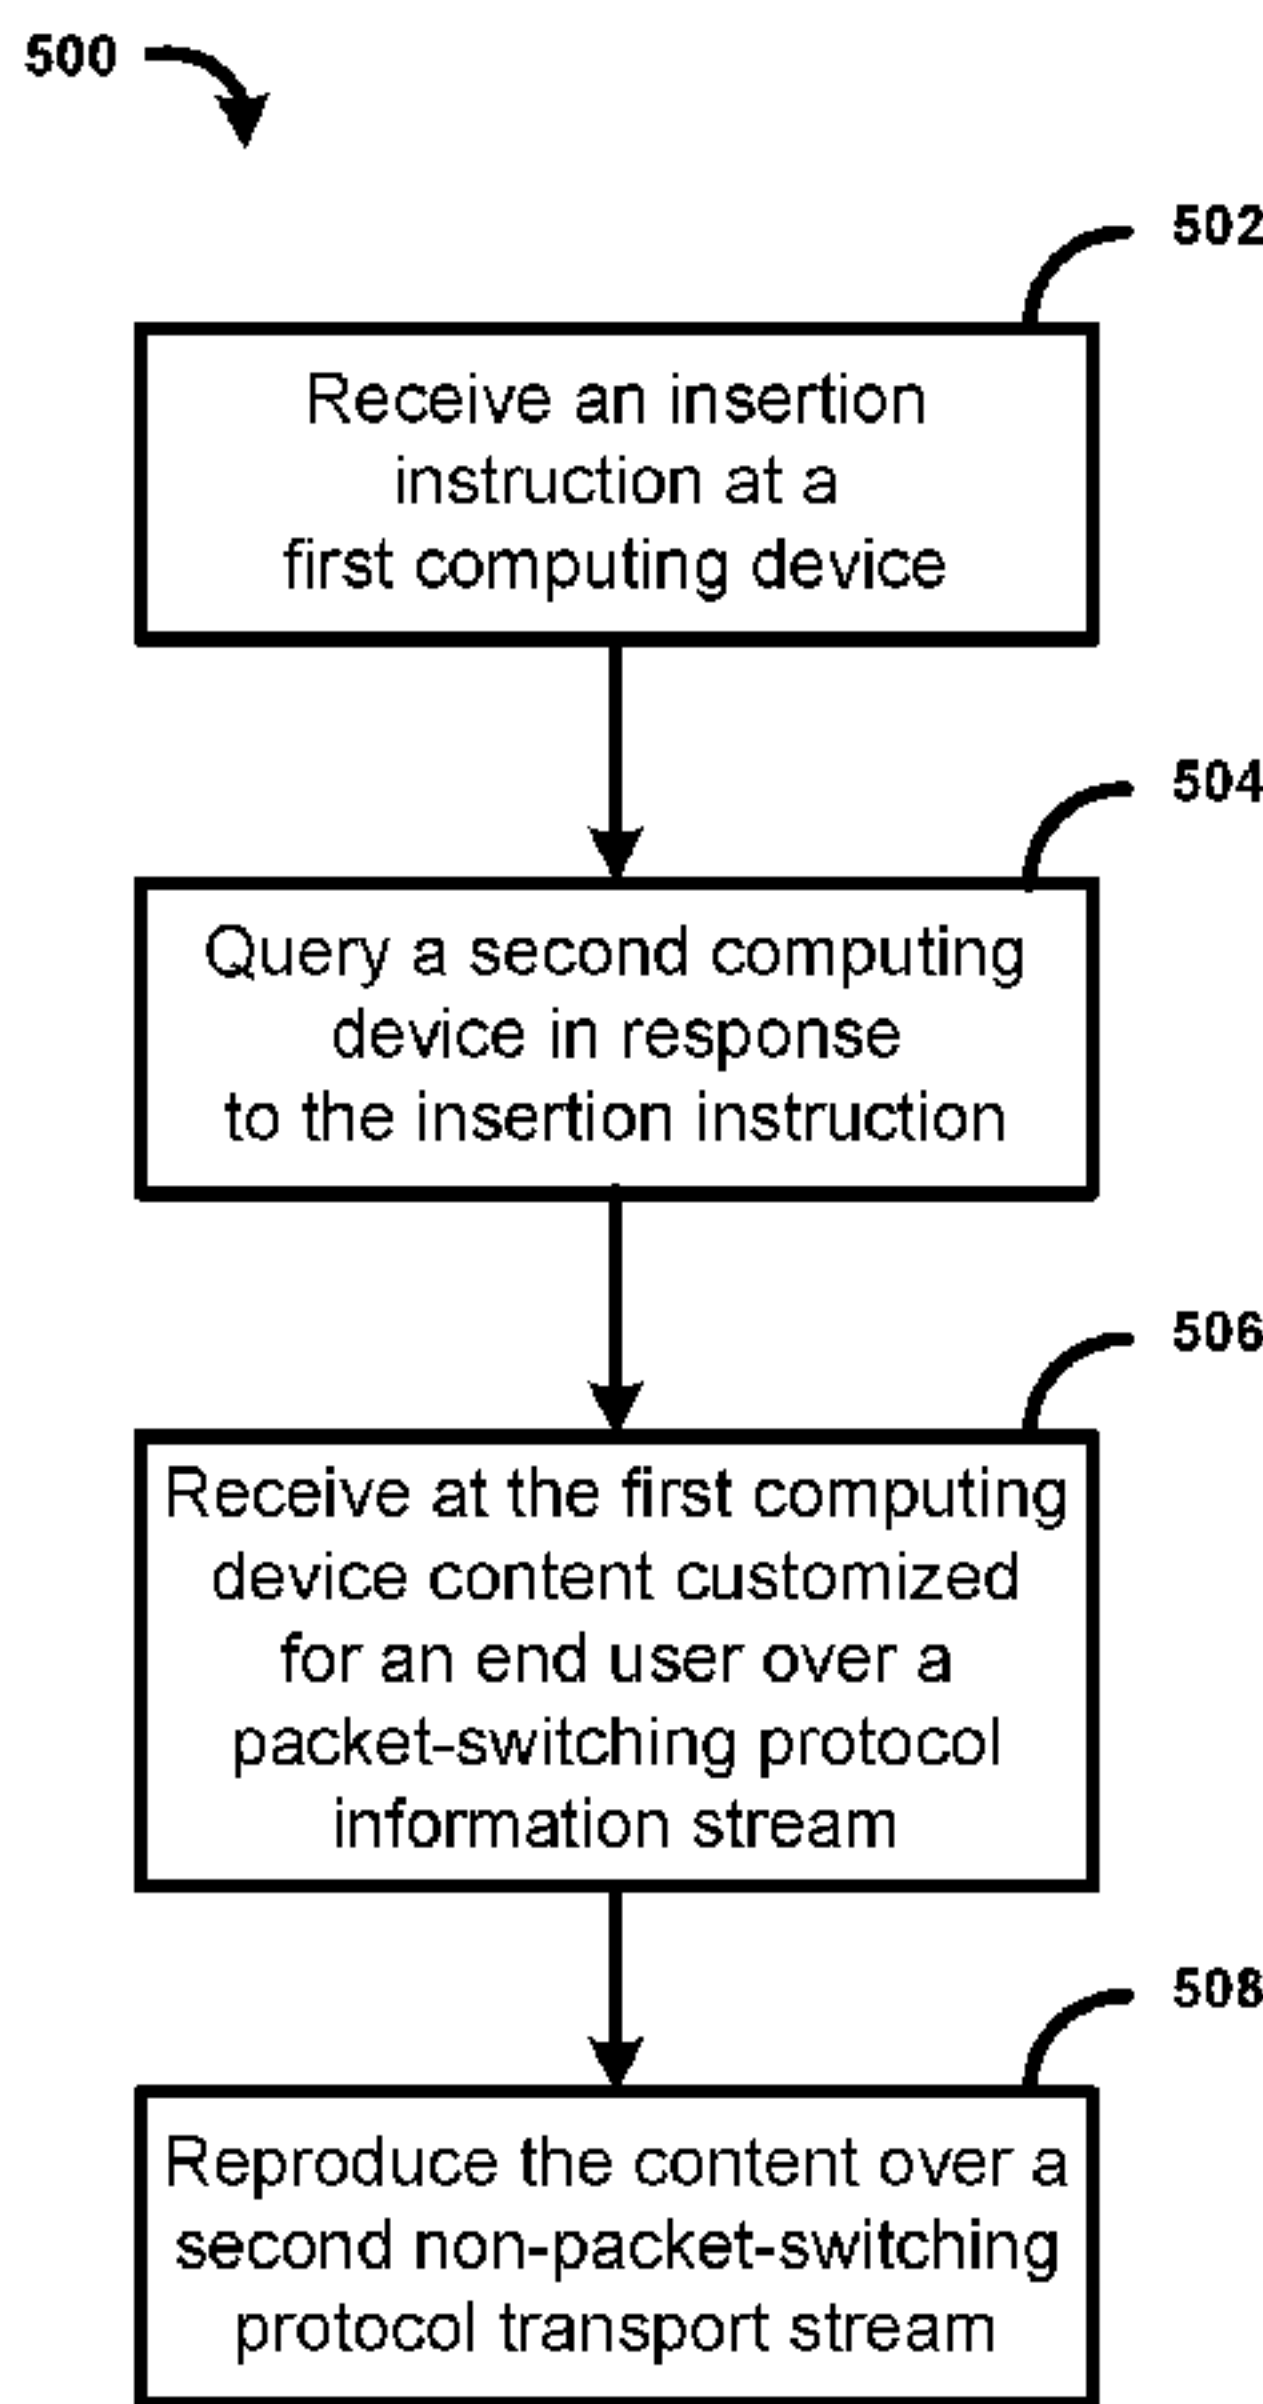 500
502
Receive an insertion
instruction at a
first computing device
504
Query a second computing
device in response
to the insertion instruction
506
Receive at the first computing
device content customized
for an end user over a
packet-switching protocol
information stream
508
Reproduce the content over a
second non-packet-switching
protocol transport stream